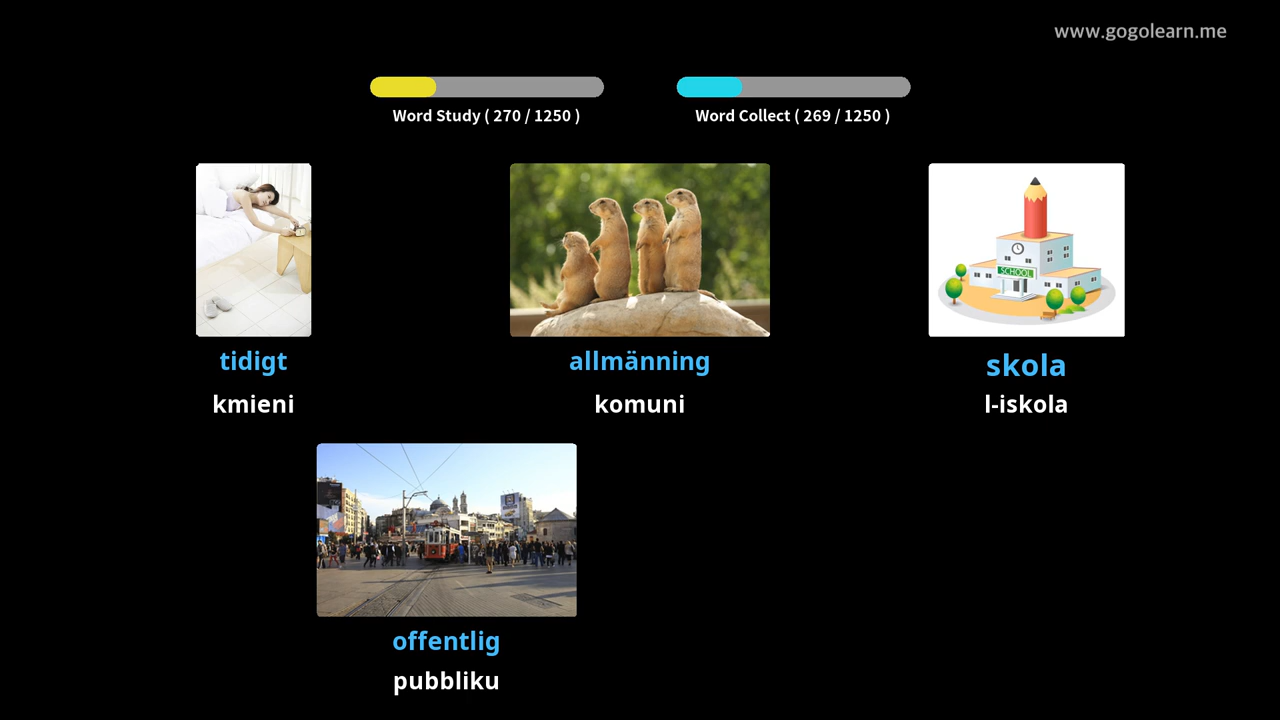 www.gogolearn.me
Word Study ( 270 / 1250 )
Word Collect ( 269 / 1250 )
SCHOOL
tidigt
allmänning
skola
kmieni
komuni
l-iskola
offentlig
pubbliku